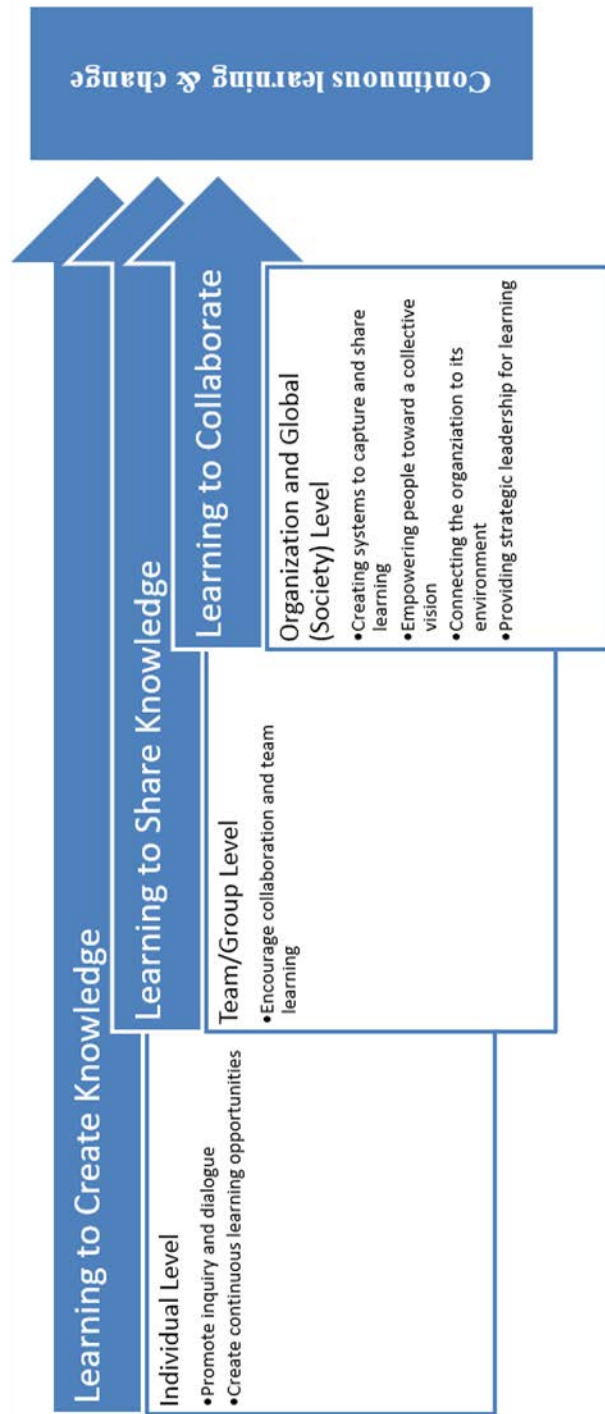 Learning to Create Knowledge
Individual Level
•Promote inquiry and dialogue
•Create continuous learning opportunities
Learning to Share Knowledge
Team/Group Level
•Encourage collaboration and team
learning
Learning to Collaborate
Organization and Global
(Society) Level
•Creating systems to capture and share
learning
•Empowering people toward a collective
vision
•Connecting the organziation to its
environment
•Providing strategic leadership for learning
Continuous learning & change